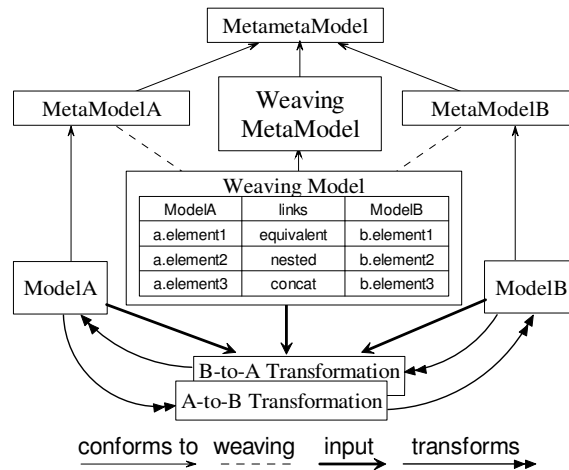 MetametaModel
MetaModelA
Weaving
MetaModel
MetaModelB
Weaving Model
ModelA links ModelB
a.element1 equivalent b.element1
a.element2 nested b.element2
a.element3 concat b.element3
ModelA
ModelB
B-to-A Transformation
A-to-B Transformation
conforms to weaving input transforms